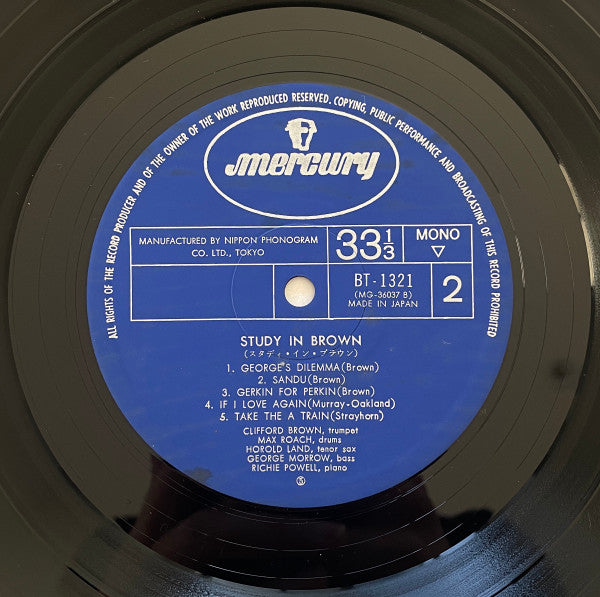 ALL RIGHTS OF THE RECORD PRODUCER AND OF THE OWNER OF THE WORK REPRODUCED RESERVED. COPYING, PUBLIC PERFORMANCE AND BROADCASTING OF THIS RECORD PROHIBITED
mercury
MANUFACTURED BY NIPPON PHONOGRAM
CO. LTD., TOKYO
33 1/3
MONO
▽
BT-1321
(MG-36037 B)
MADE IN JAPAN
2
STUDY IN BROWN
(スタディ・イン・ブラウン)
1. GEORGE'S DILEMMA(Brown)
2. SANDU(Brown)
3. GERKIN FOR PERKIN(Brown)
4. IF I LOVE AGAIN(Murray-Oakland)
5. TAKE THE A TRAIN(Strayhorn)
CLIFFORD BROWN, trumpet
MAX ROACH, drums
HOROLD LAND, tenor sax
GEORGE MORROW, bass
RICHIE POWELL, piano